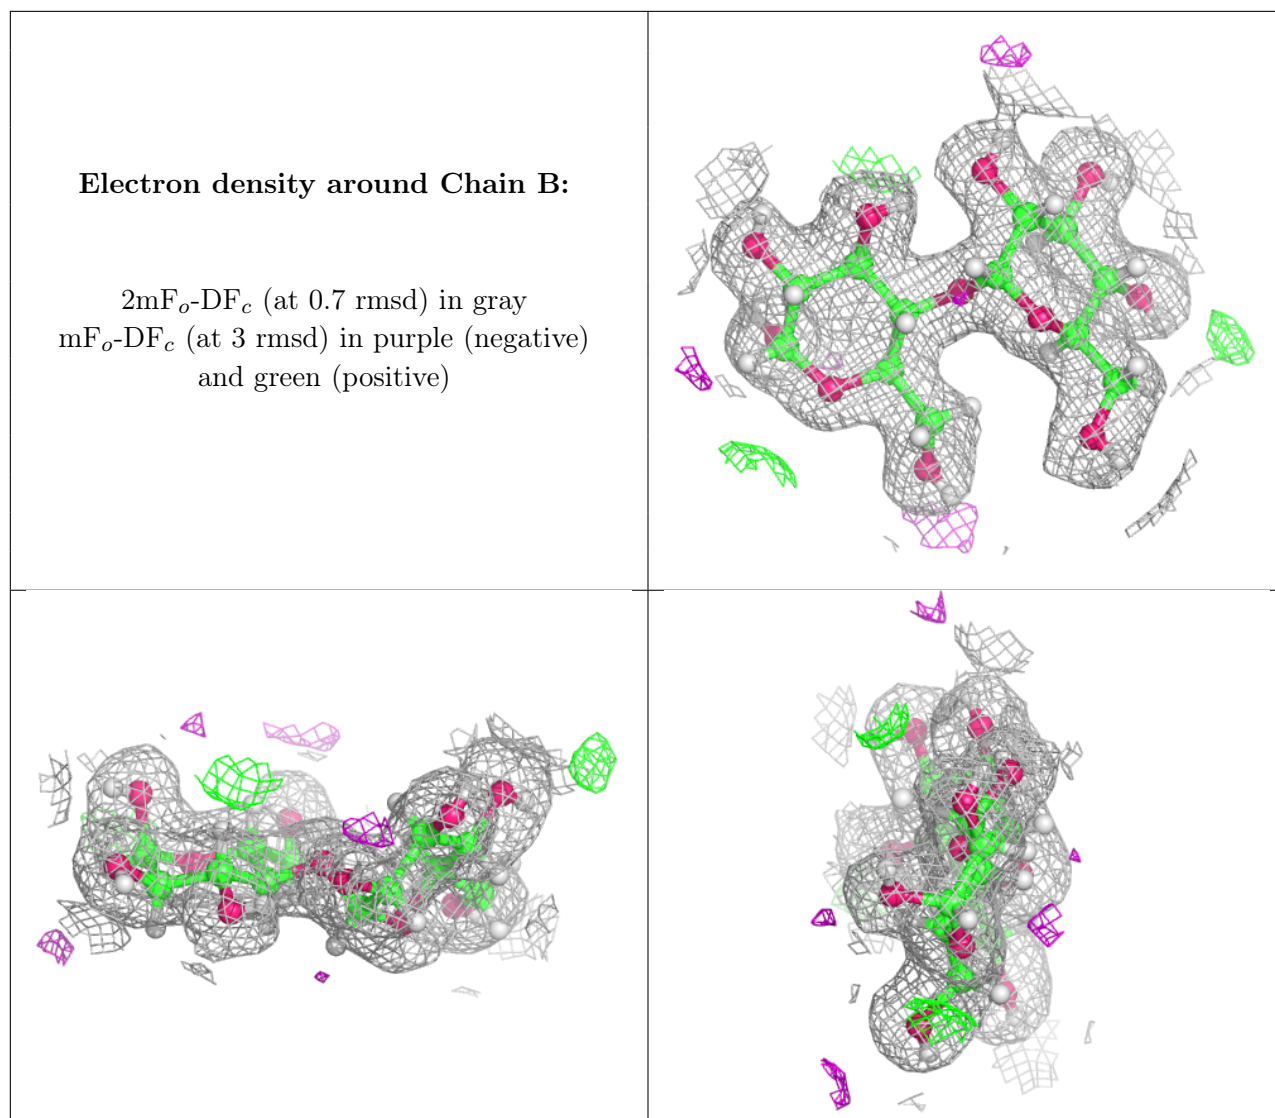 Electron density around Chain B:
2mFₒ-DF𝒸 (at 0.7 rmsd) in gray
mFₒ-DF𝒸 (at 3 rmsd) in purple (negative)
and green (positive)